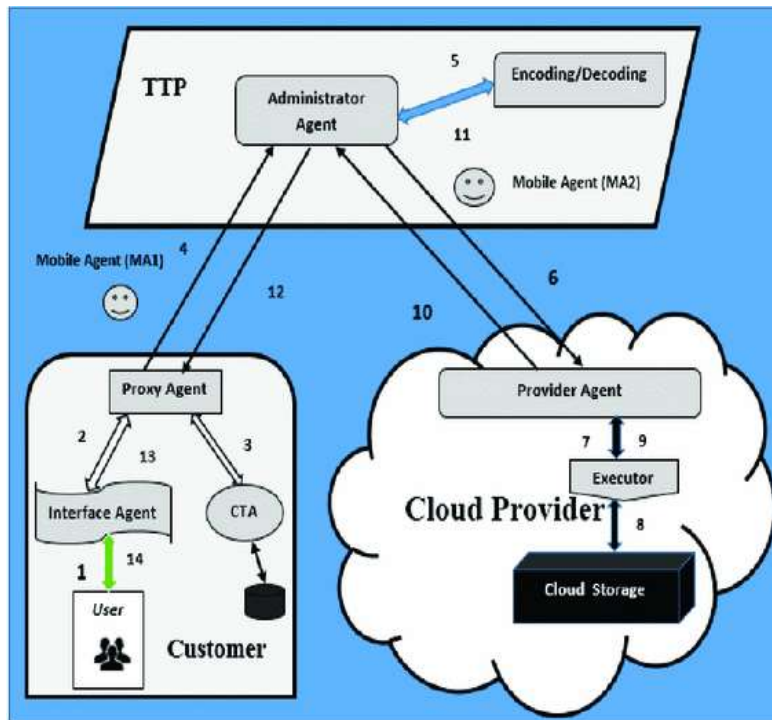 5
Encoding/Decoding
TTP
Administrator
Agent
11
Mobile Agent (MA2)
4
Mobile Agent (MA1)
12
6
10
Proxy Agent
Provider Agent
2
13
3
7
9
Interface Agent
CTA
Executor
Cloud Provider
8
1
14
User
Cloud Storage
Customer